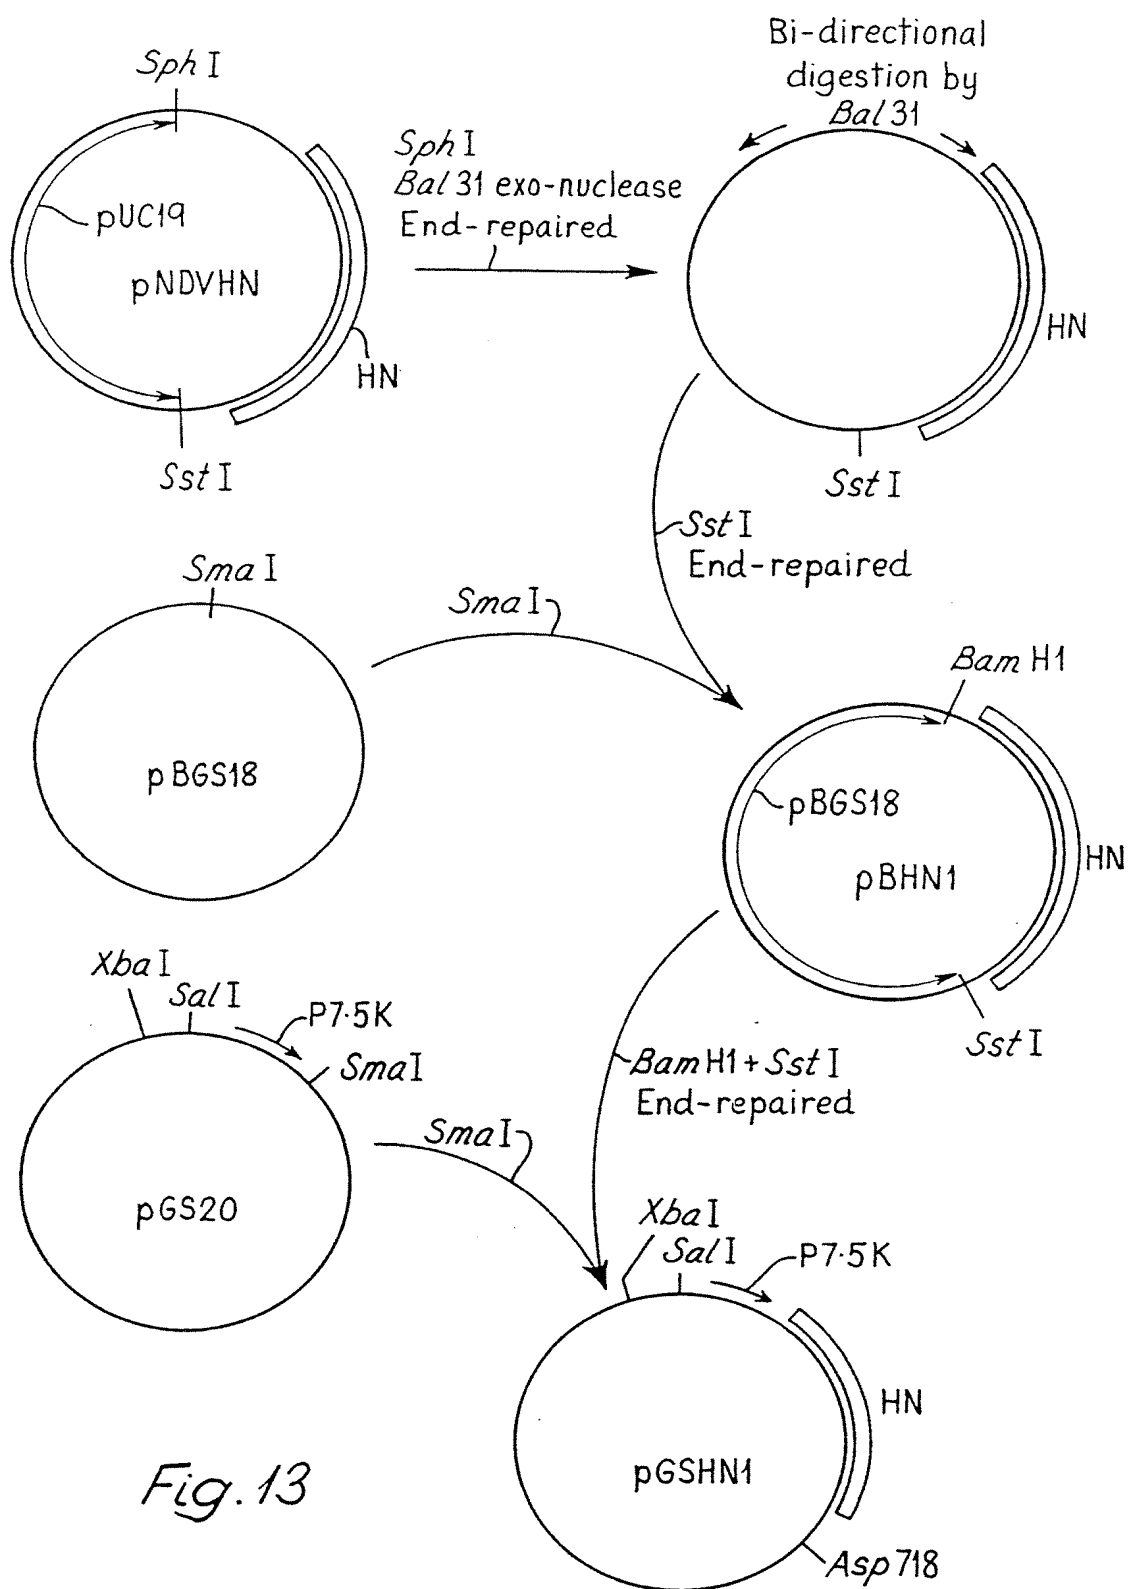 Sph I
pUC19
pNDVHN
HN
Sst I
Sph I
Bal 31 exo-nuclease
End-repaired
Bi-directional
digestion by
Bal 31
HN
Sst I
Sst I
End-repaired
Sma I
pBGS18
Sma I
Bam H1
pBGS18
pBHN1
HN
Sst I
Xba I
Sal I
P7·5K
Sma I
pGS20
Sma I
Bam H1 + Sst I
End-repaired
Xba I
Sal I
P7·5K
HN
pGSHN1
Asp 718
Fig. 13